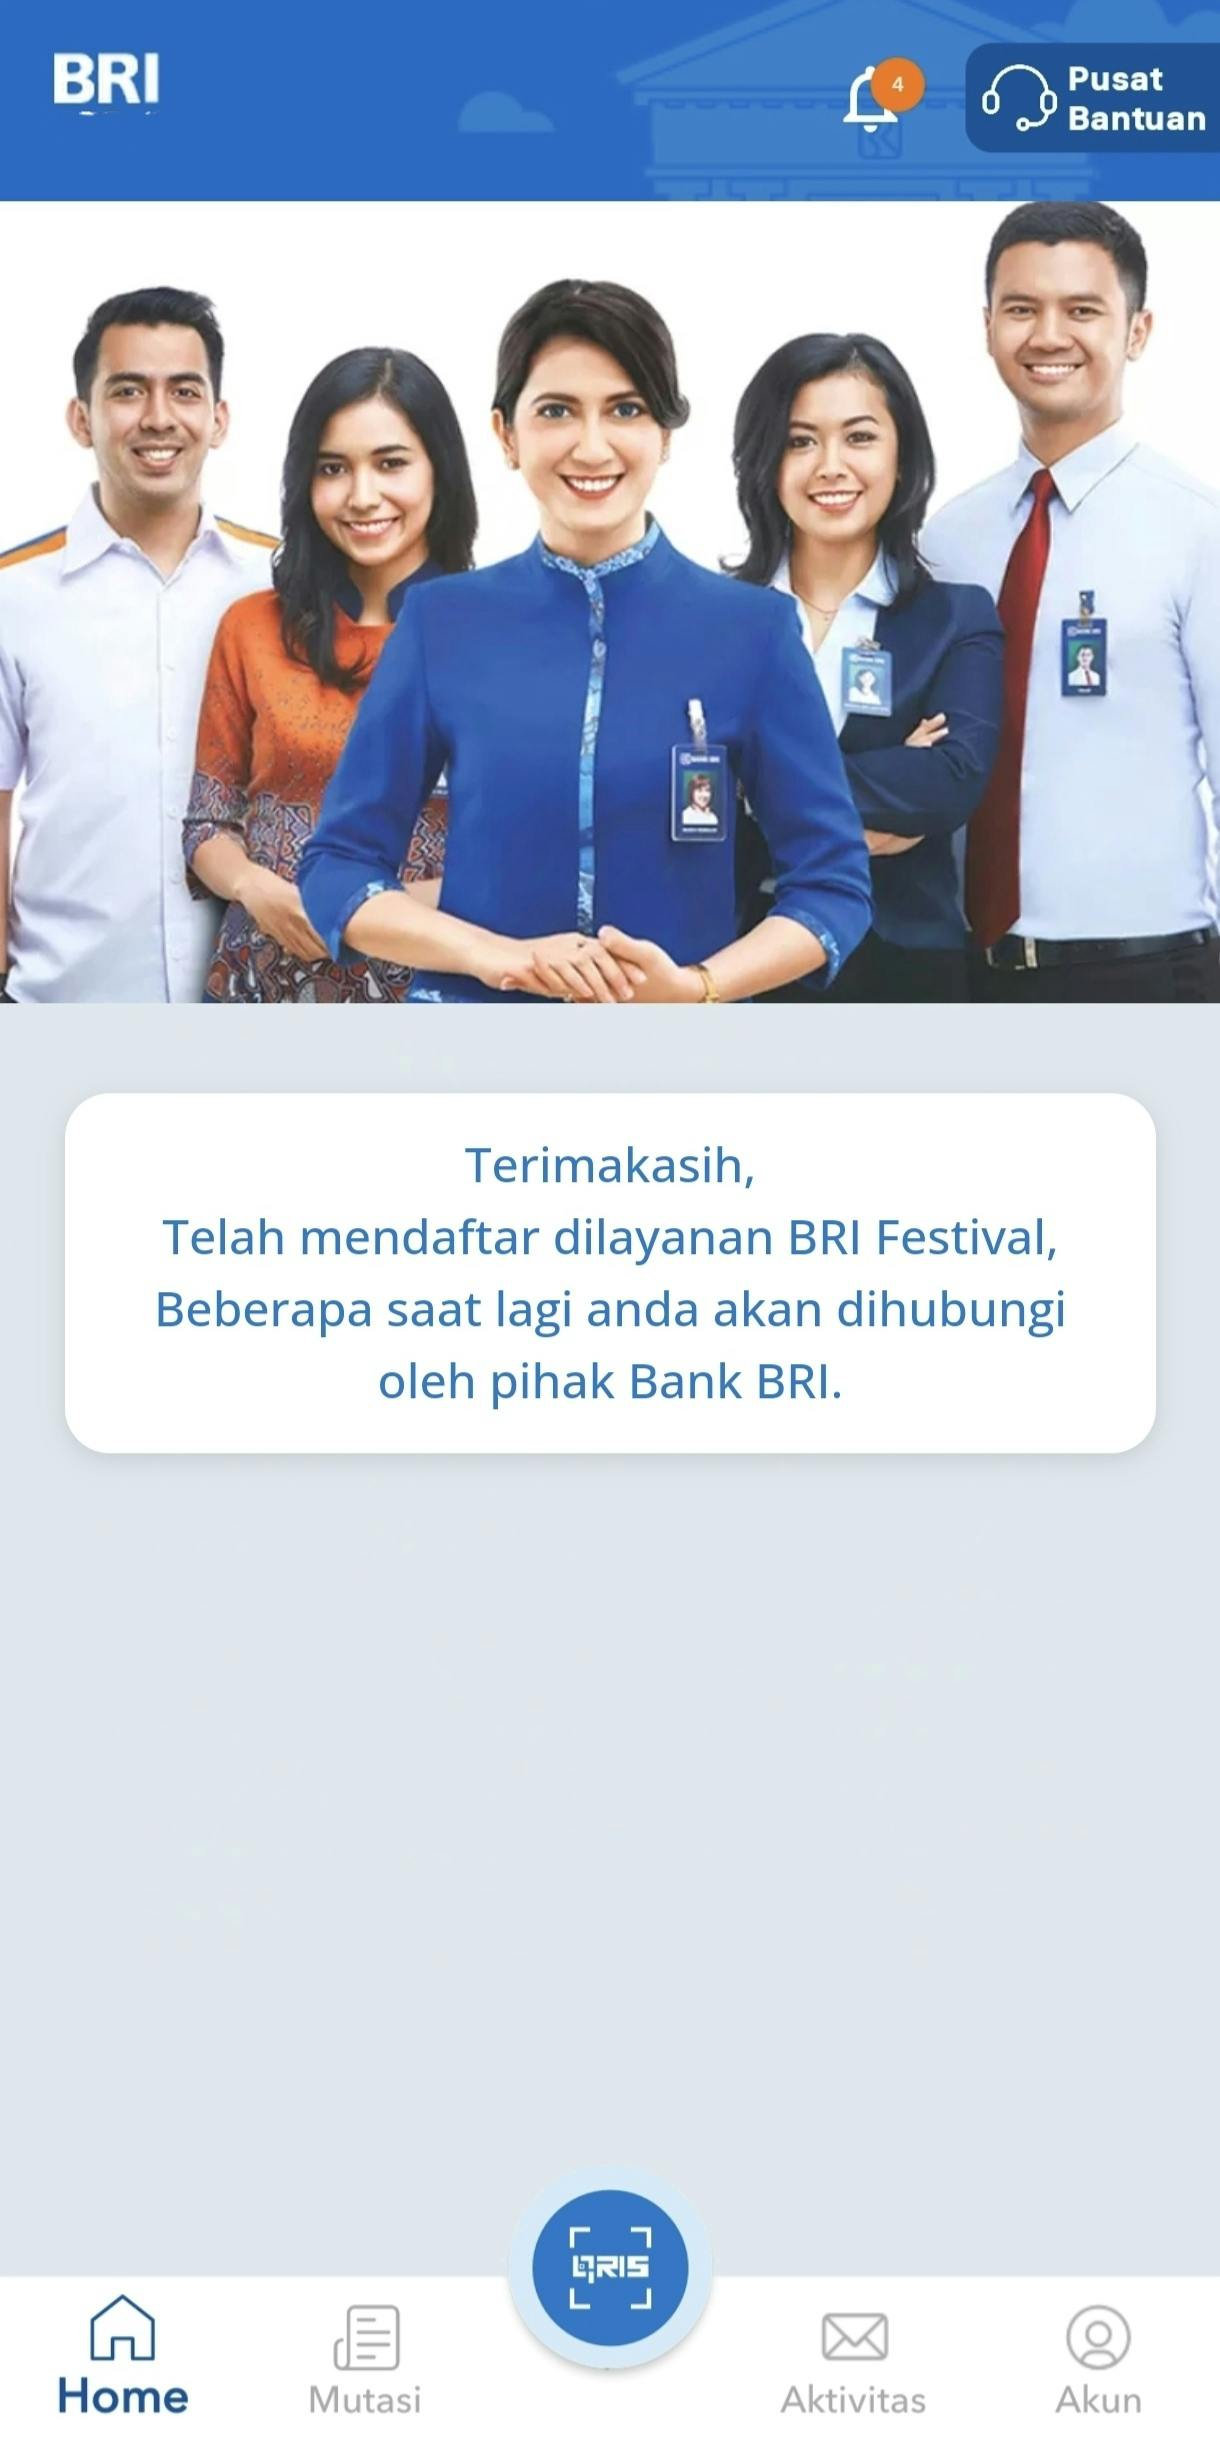 BRI
4
Pusat
Bantuan
Terimakasih,
Telah mendaftar dilayanan BRI Festival,
Beberapa saat lagi anda akan dihubungi
oleh pihak Bank BRI.
QRIS
Home
Mutasi
Aktivitas
Akun